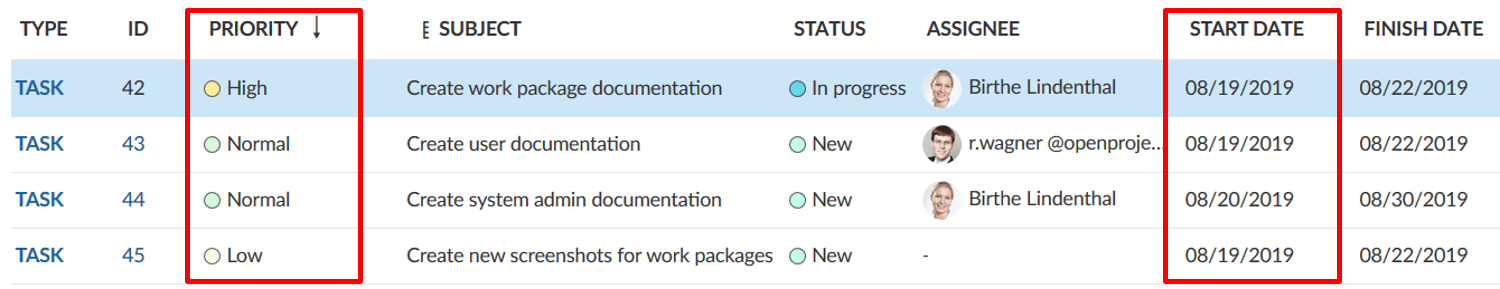 TYPE ID PRIORITY ↓ SUBJECT STATUS ASSIGNEE START DATE FINISH DATE
TASK 42 High Create work package documentation In progress Birthe Lindenthal 08/19/2019 08/22/2019
TASK 43 Normal Create user documentation New r.wagner @openproje... 08/19/2019 08/22/2019
TASK 44 Normal Create system admin documentation New Birthe Lindenthal 08/20/2019 08/30/2019
TASK 45 Low Create new screenshots for work packages New - 08/19/2019 08/22/2019